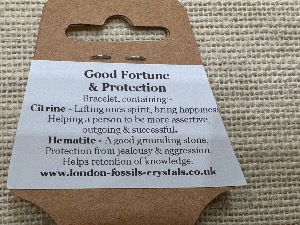 Good Fortune
& Protection
Bracelet, containing:-
Citrine - Lifting ones spirit, bring happiness
Helping a person to be more assertive,
outgoing & successful.
Hematite - A good grounding stone.
Protection from jealousy & aggression.
Helps retention of knowledge.
www.london-fossils-crystals.co.uk